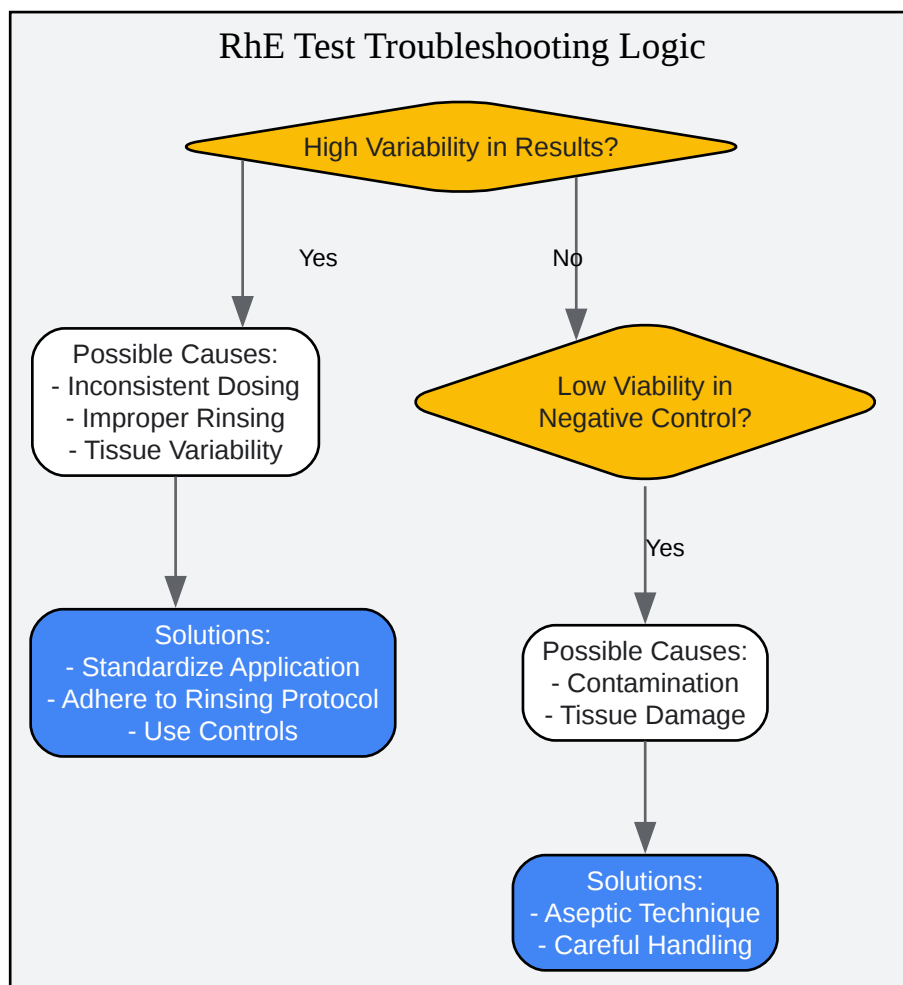 RhE Test Troubleshooting Logic
High Variability in Results?
Yes
No
Possible Causes:
- Inconsistent Dosing
- Improper Rinsing
- Tissue Variability
Low Viability in
Negative Control?
Solutions:
- Standardize Application
- Adhere to Rinsing Protocol
- Use Controls
Yes
Possible Causes:
- Contamination
- Tissue Damage
Solutions:
- Aseptic Technique
- Careful Handling